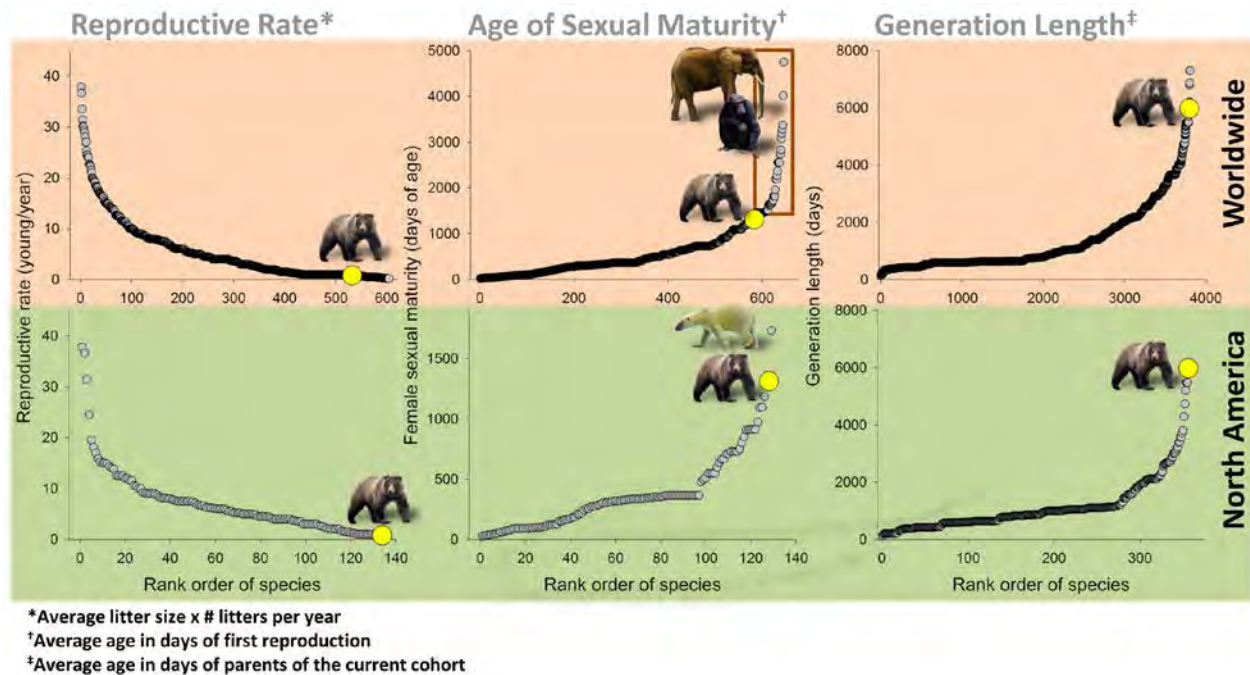 Reproductive Rate*
Age of Sexual Maturity†
Generation Length‡
Reproductive rate (young/year)
40
30
20
10
0
0 100 200 300 400 500 600
Female sexual maturity (days of age)
5000
4000
3000
2000
1000
0
0 200 400 600
Generation length (days)
8000
6000
4000
2000
0
0 1000 2000 3000 4000
Worldwide
40
30
20
10
0
0 20 40 60 80 100 120 140
Rank order of species
1500
1000
500
0
0 20 40 60 80 100 120 140
Rank order of species
8000
6000
4000
2000
0
0 100 200 300
Rank order of species
North America
*Average litter size x # litters per year
†Average age in days of first reproduction
‡Average age in days of parents of the current cohort